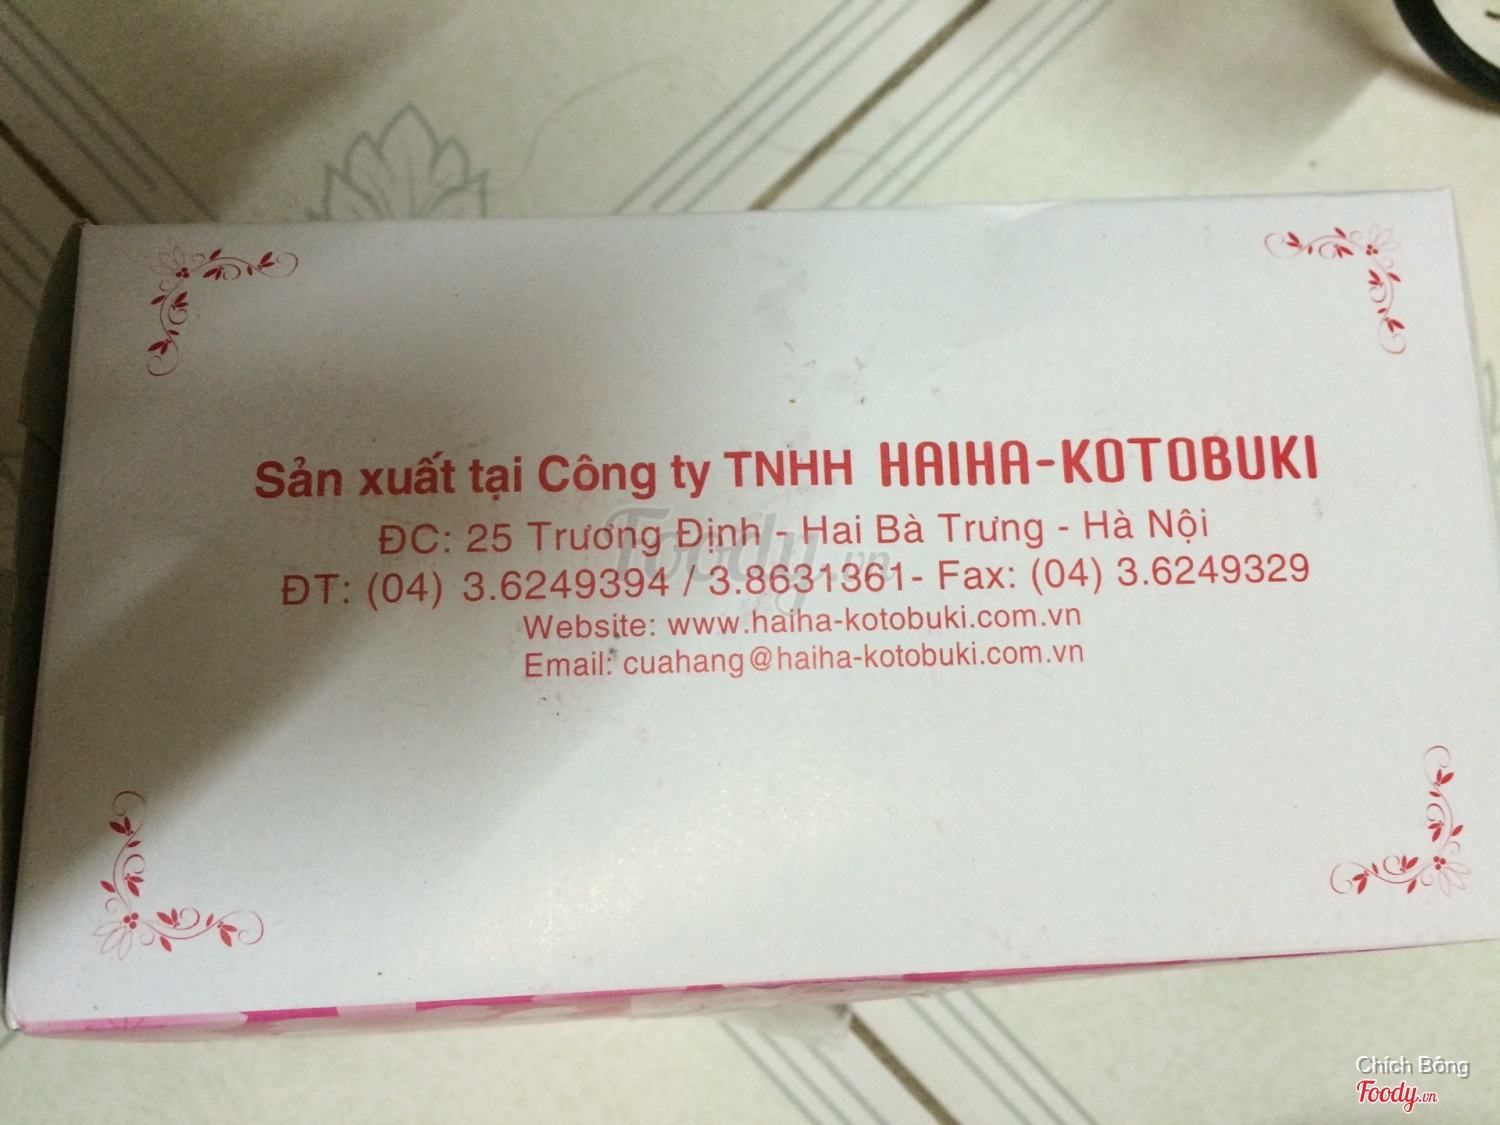 Sản xuất tại Công ty TNHH HAIHA-KOTOBUKI
ĐC: 25 Trương Định - Hai Bà Trưng - Hà Nội
ĐT: (04) 3.6249394 / 3.8631361- Fax: (04) 3.6249329
Website: www.haiha-kotobuki.com.vn
Email: cuahang@haiha-kotobuki.com.vn
Foody.vn
Chích Bông
Foody.vn